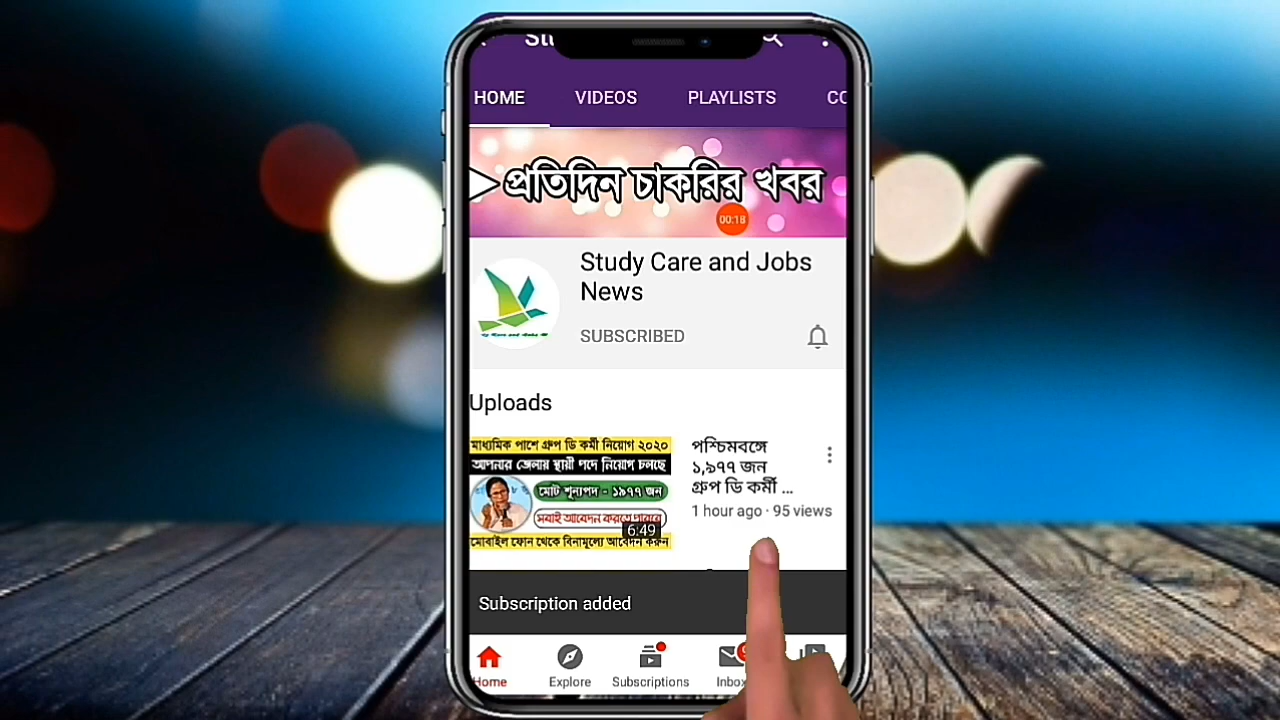 HOME VIDEOS PLAYLISTS
প্রতিদিন চাকরির খবর
00:18
Study Care and Jobs
News
SUBSCRIBED
Uploads
মাধ্যমিক পাশে গ্রুপ ডি কর্মী নিয়োগ ২০২০
আপনার জেলায় স্থায়ী পদে নিয়োগ চলছে
মোট শূন্যপদ - ১৯৭৭ জন
সবাই আবেদন করতে পারবে
6:49
মোবাইল ফোন থেকে বিনামূল্যে আবেদন করুন
পশ্চিমবঙ্গে
১,৯৭৭ জন
গ্রুপ ডি কর্মী ...
1 hour ago · 95 views
Subscription added
Home Explore Subscriptions Inbox